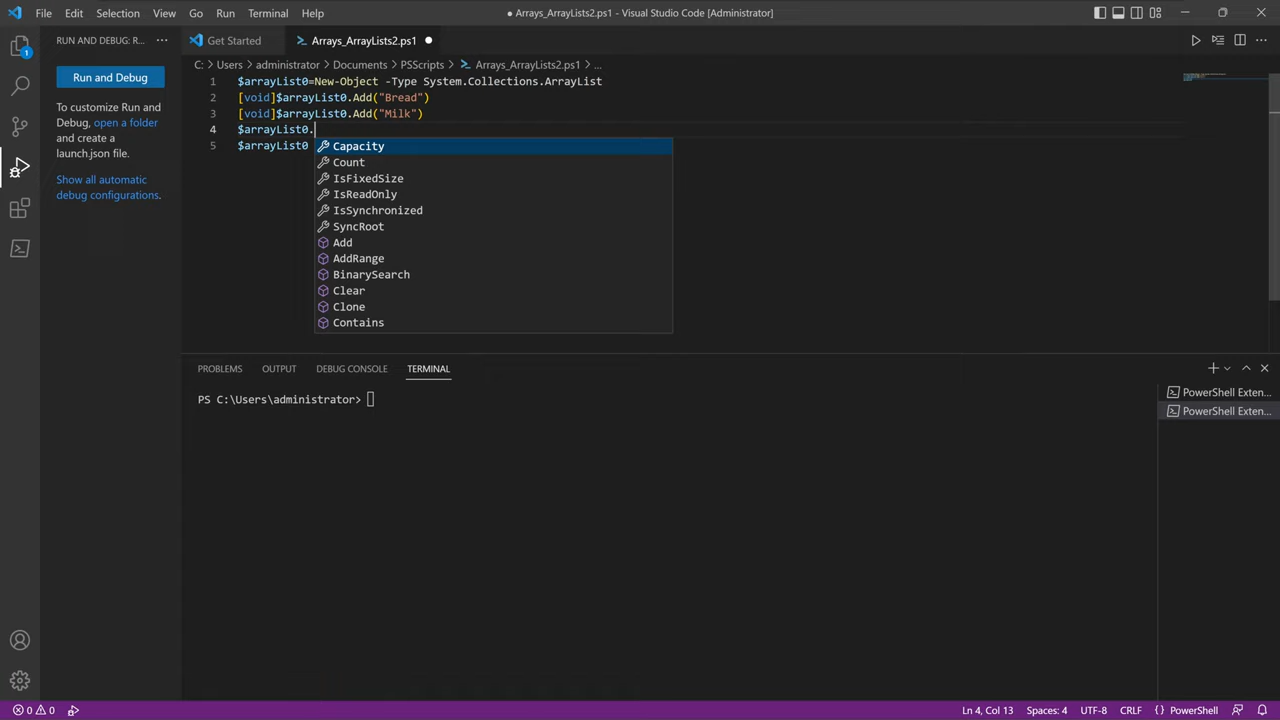 File Edit Selection View Go Run Terminal Help
● Arrays_ArrayLists2.ps1 - Visual Studio Code [Administrator]
RUN AND DEBUG: R... ...
Get Started
Arrays_ArrayLists2.ps1 ●
C: > Users > administrator > Documents > PSScripts > Arrays_ArrayLists2.ps1 > ...
Run and Debug
To customize Run and
Debug, open a folder
and create a
launch.json file.
Show all automatic
debug configurations.
1
1 $arrayList0=New-Object -Type System.Collections.ArrayList
2 [void]$arrayList0.Add("Bread")
3 [void]$arrayList0.Add("Milk")
4 $arrayList0.
5 $arrayList0
Capacity
Count
IsFixedSize
IsReadOnly
IsSynchronized
SyncRoot
Add
AddRange
BinarySearch
Clear
Clone
Contains
PROBLEMS OUTPUT DEBUG CONSOLE TERMINAL
PS C:\Users\administrator>
PowerShell Exten...
PowerShell Exten...
0 0
Ln 4, Col 13 Spaces: 4 UTF-8 CRLF {} PowerShell